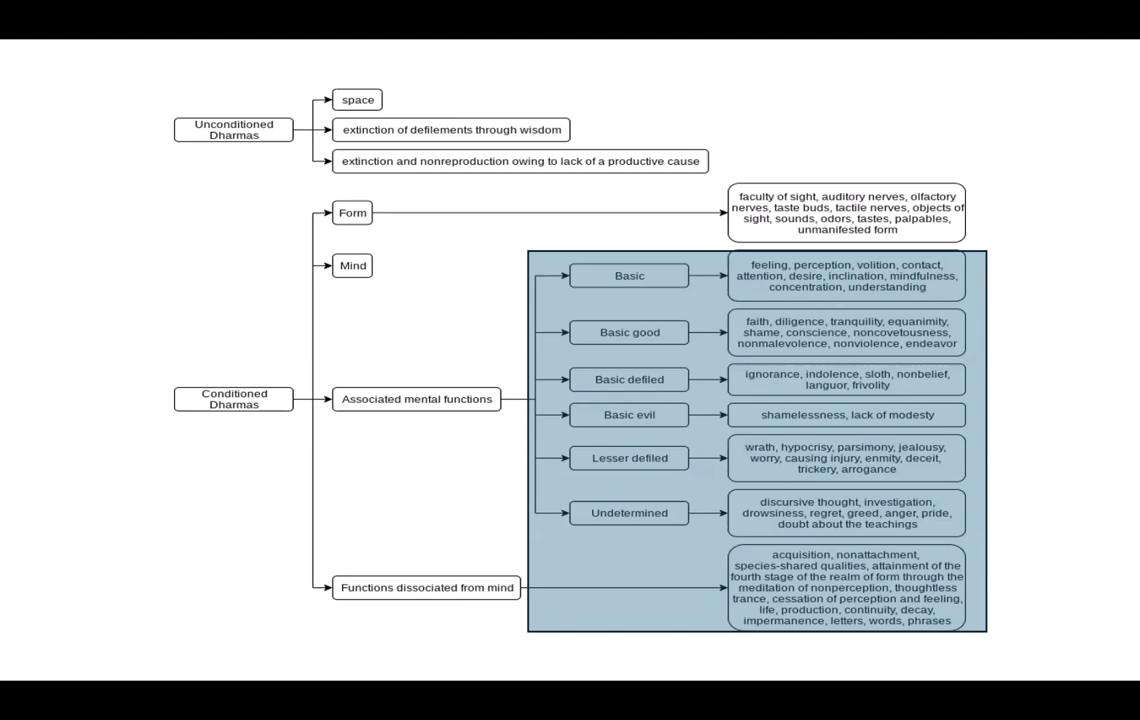 Unconditioned
Dharmas
space
extinction of defilements through wisdom
extinction and nonreproduction owing to lack of a productive cause
Form
faculty of sight, auditory nerves, olfactory
nerves, taste buds, tactile nerves, objects of
sight, sounds, odors, tastes, palpables,
unmanifested form
Mind
Conditioned
Dharmas
Associated mental functions
Basic
feeling, perception, volition, contact,
attention, desire, inclination, mindfulness,
concentration, understanding
Basic good
faith, diligence, tranquility, equanimity,
shame, conscience, noncovetousness,
nonmalevolence, nonviolence, endeavor
Basic defiled
ignorance, indolence, sloth, nonbelief,
languor, frivolity
Basic evil
shamelessness, lack of modesty
Lesser defiled
wrath, hypocrisy, parsimony, jealousy,
worry, causing injury, enmity, deceit,
trickery, arrogance
Undetermined
discursive thought, investigation,
drowsiness, regret, greed, anger, pride,
doubt about the teachings
Functions dissociated from mind
acquisition, nonattachment,
species-shared qualities, attainment of the
fourth stage of the realm of form through the
meditation of nonperception, thoughtless
trance, cessation of perception and feeling,
life, production, continuity, decay,
impermanence, letters, words, phrases